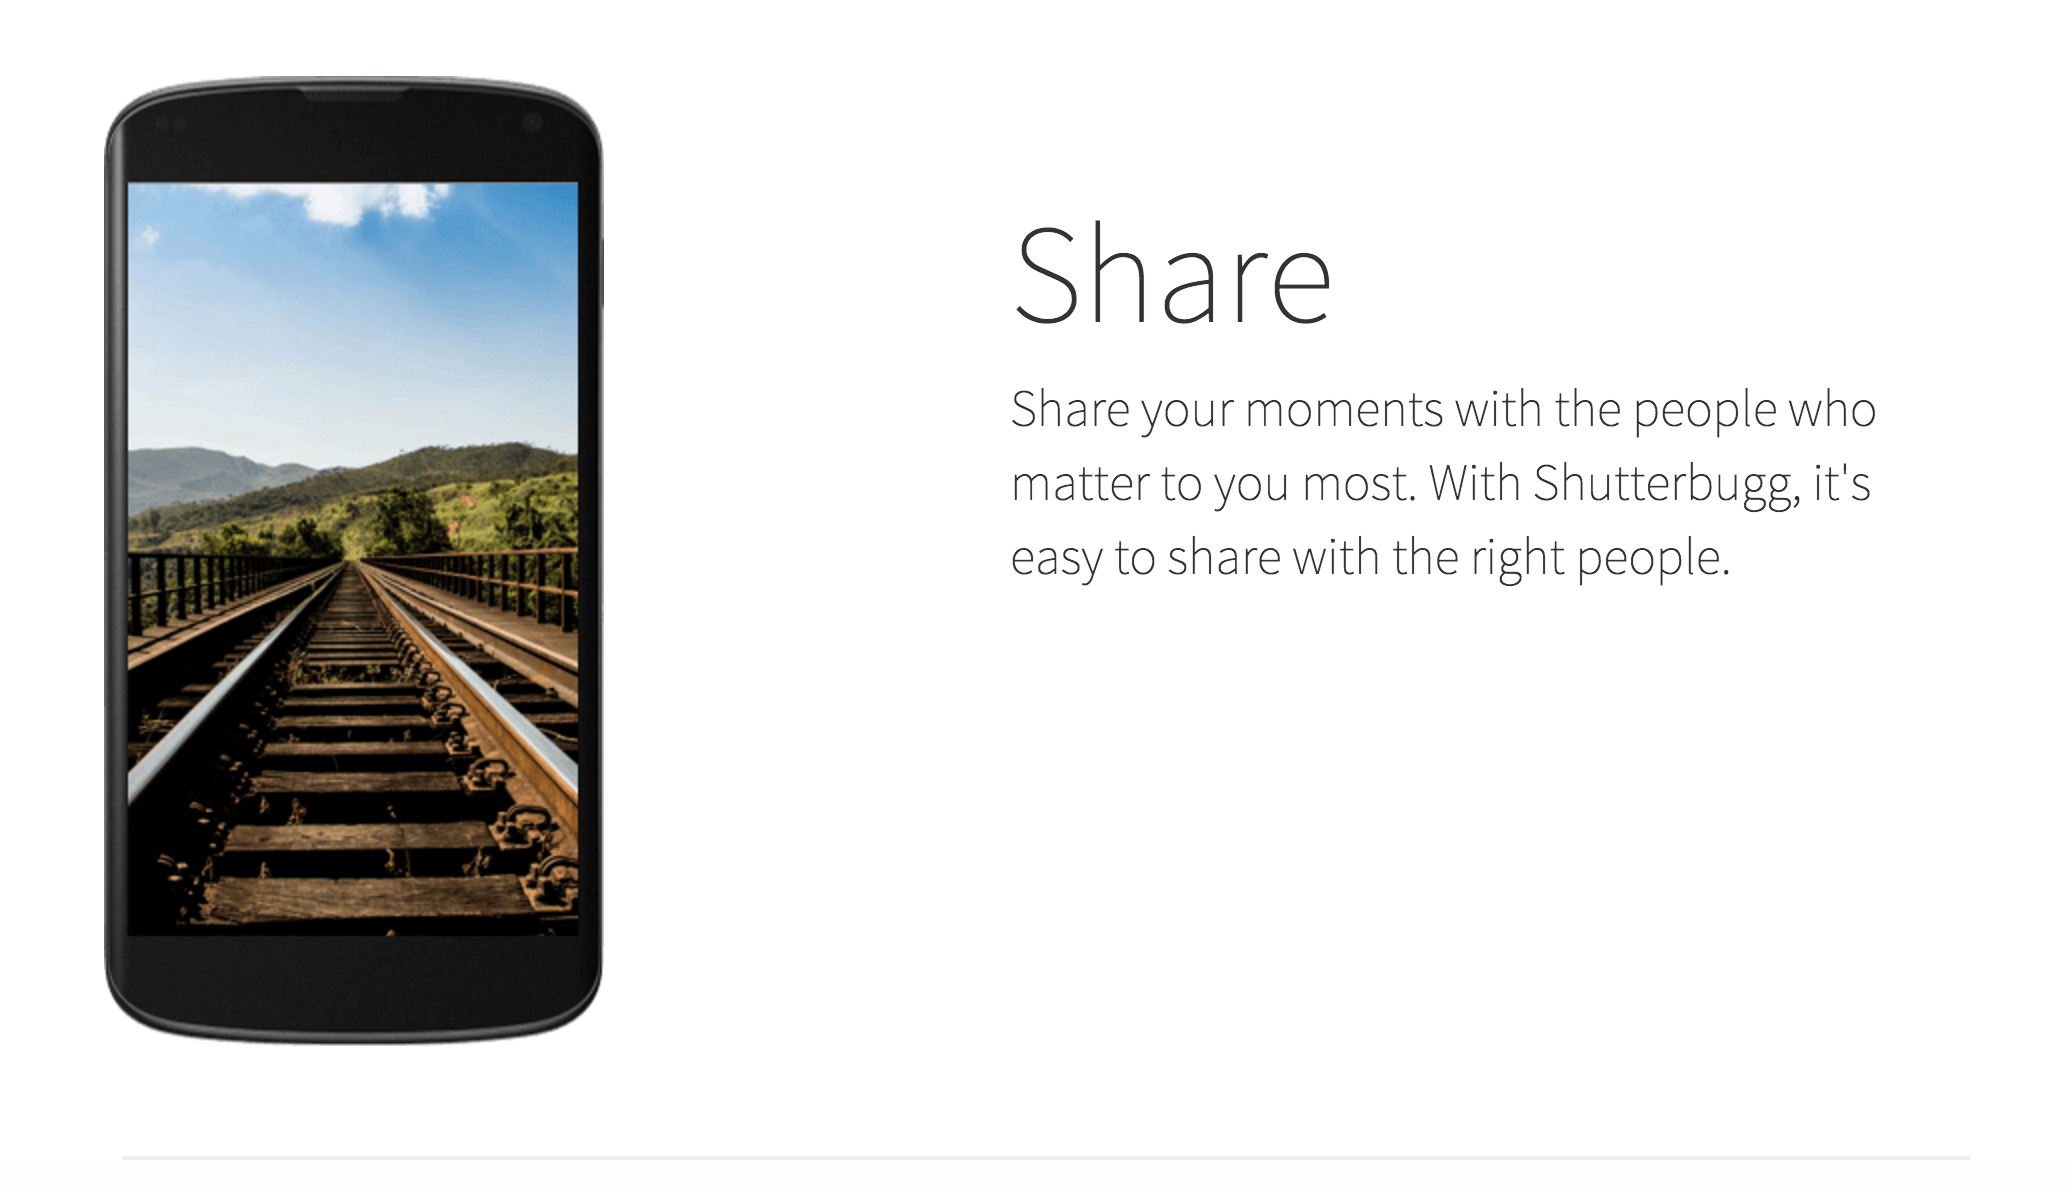 Share
Share your moments with the people who
matter to you most. With Shutterbugg, it's
easy to share with the right people.